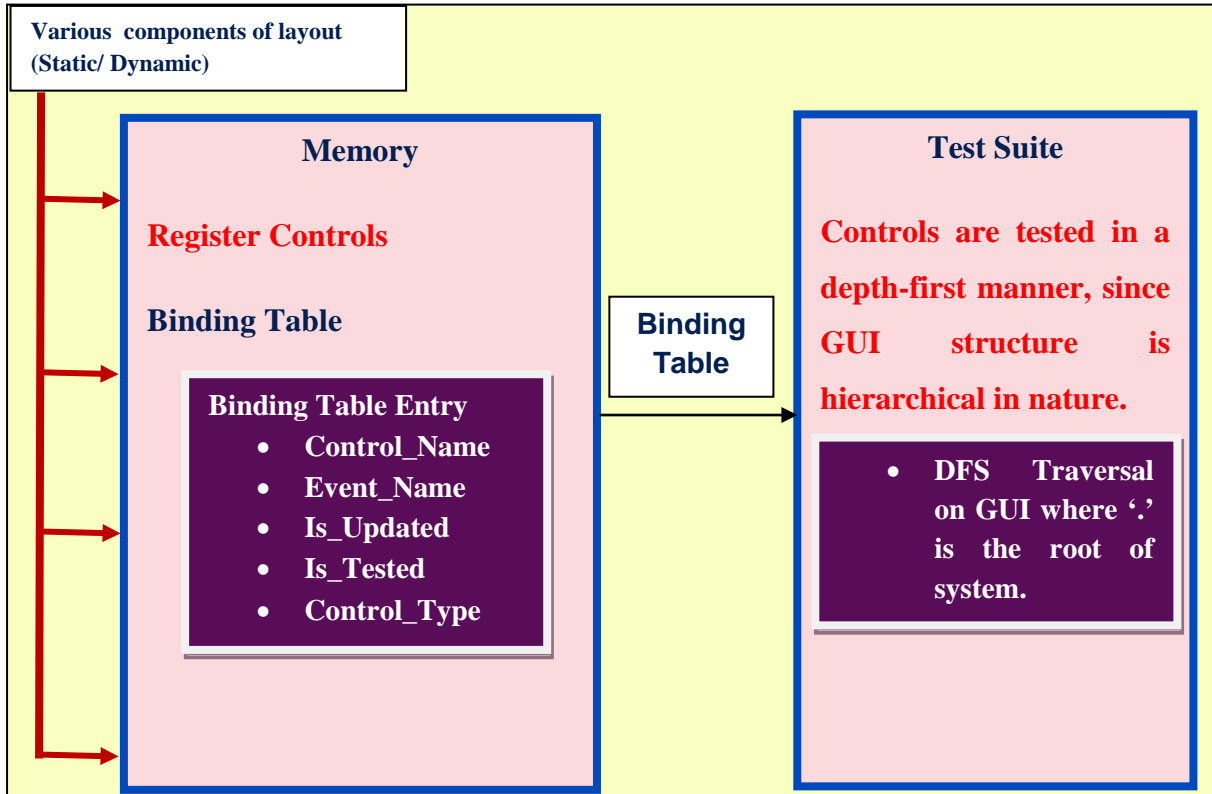 Various components of layout
(Static/ Dynamic)
Memory
Register Controls
Binding Table
Binding Table Entry
• Control_Name
• Event_Name
• Is_Updated
• Is_Tested
• Control_Type
Binding
Table
Test Suite
Controls are tested in a
depth-first manner, since
GUI structure is
hierarchical in nature.
• DFS Traversal
on GUI where ‘.’
is the root of
system.